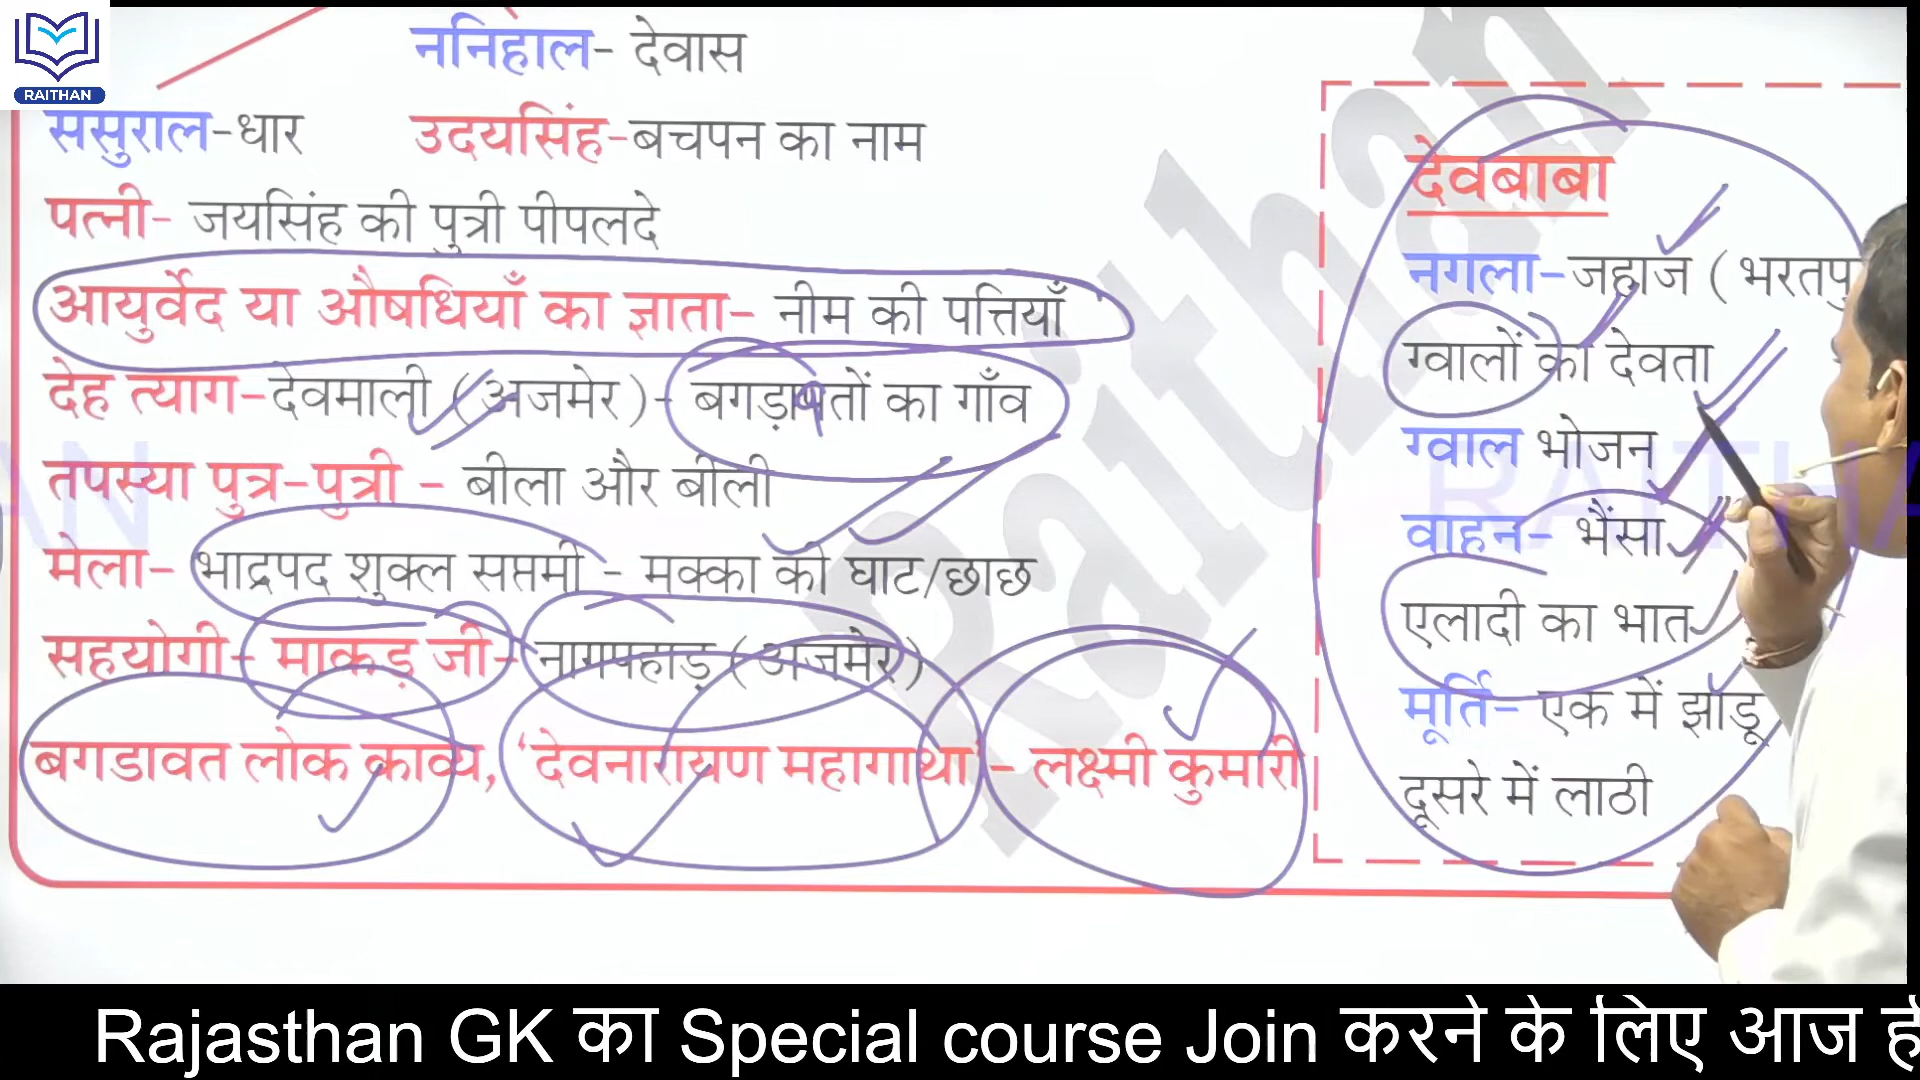 RAITHAN
ननिहाल- देवास
ससुराल-धार उदयसिंह-बचपन का नाम
पत्नी- जयसिंह की पुत्री पीपलदे
आयुर्वेद या औषधियाँ का ज्ञाता- नीम की पत्तियाँ
देह त्याग-देवमाली (अजमेर)- बगड़ावतों का गाँव
तपस्या पुत्र-पुत्री - बीला और बीली
मेला- भाद्रपद शुक्ल सप्तमी - मक्का की घाट/छाछ
सहयोगी- माकड़ जी- नागपहाड़ (अजमेर)
बगडावत लोक काव्य, 'देवनारायण महागाथा' - लक्ष्मी कुमारी
देवबाबा
नगला-जहाज (भरतपु
ग्वालों का देवता
ग्वाल भोजन
वाहन- भैंसा
एलादी का भात
मूर्ति- एक में झाडू
दूसरे में लाठी
Raithan
Rajasthan GK का Special course Join करने के लिए आज ही